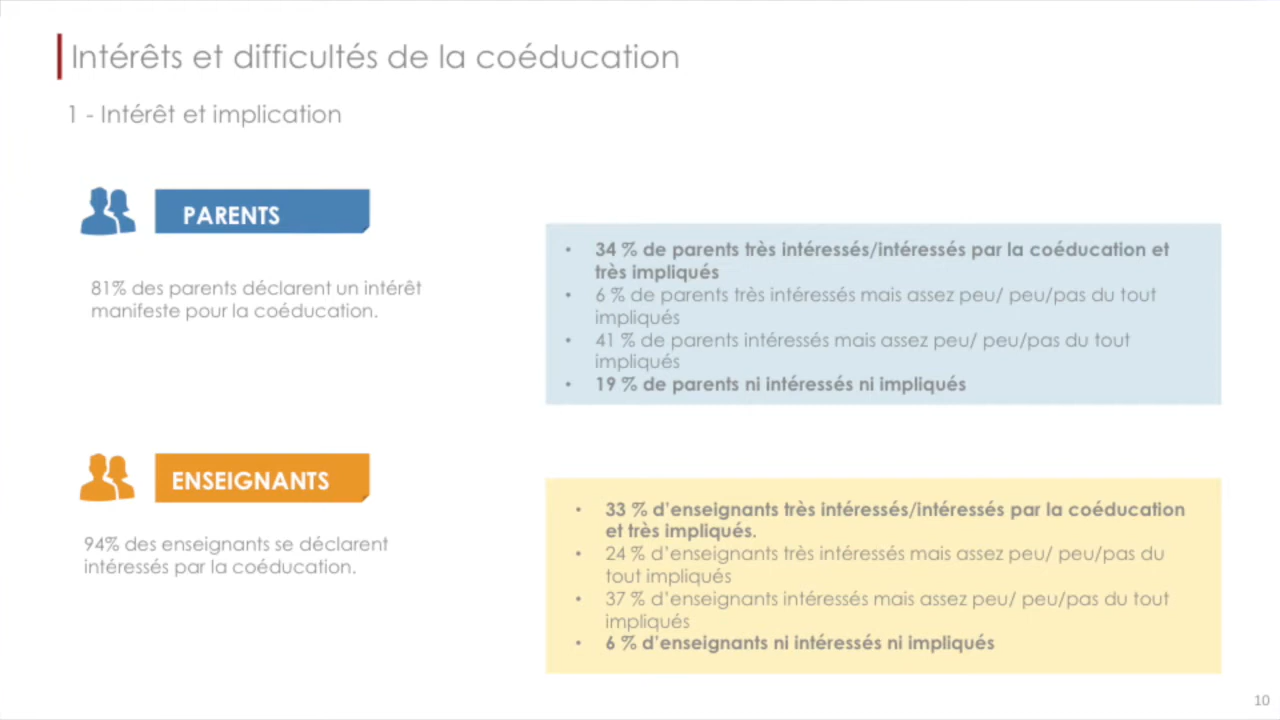 Intérêts et difficultés de la coéducation
1 - Intérêt et implication
PARENTS
81% des parents déclarent un intérêt
manifeste pour la coéducation.
• 34 % de parents très intéressés/intéressés par la coéducation et
très impliqués
• 6 % de parents très intéressés mais assez peu/ peu/pas du tout
impliqués
• 41 % de parents intéressés mais assez peu/ peu/pas du tout
impliqués
• 19 % de parents ni intéressés ni impliqués
ENSEIGNANTS
94% des enseignants se déclarent
intéressés par la coéducation.
• 33 % d'enseignants très intéressés/intéressés par la coéducation
et très impliqués.
• 24 % d'enseignants très intéressés mais assez peu/ peu/pas du
tout impliqués
• 37 % d'enseignants intéressés mais assez peu/ peu/pas du tout
impliqués
• 6 % d'enseignants ni intéressés ni impliqués
10